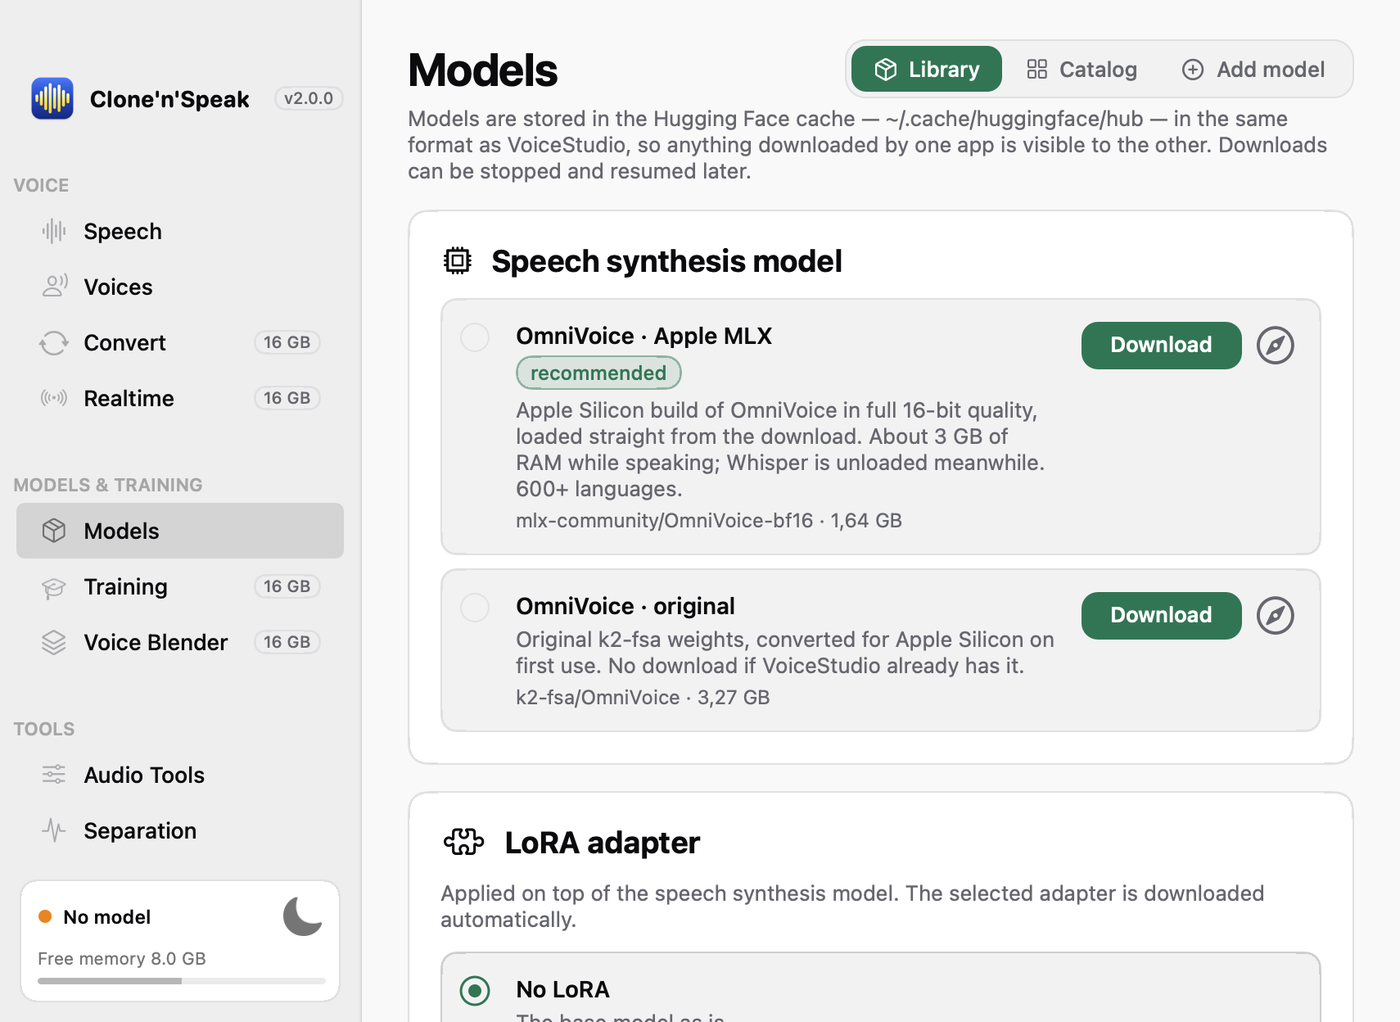 Clone'n'Speak
v2.0.0
VOICE
Speech
Voices
Convert
16 GB
Realtime
16 GB
MODELS & TRAINING
Models
Training
16 GB
Voice Blender
16 GB
TOOLS
Audio Tools
Separation
No model
Free memory 8.0 GB
Models
Library
Catalog
Add model
Models are stored in the Hugging Face cache — ~/.cache/huggingface/hub — in the same
format as VoiceStudio, so anything downloaded by one app is visible to the other. Downloads
can be stopped and resumed later.
Speech synthesis model
OmniVoice · Apple MLX
recommended
Download
Apple Silicon build of OmniVoice in full 16-bit quality,
loaded straight from the download. About 3 GB of
RAM while speaking; Whisper is unloaded meanwhile.
600+ languages.
mlx-community/OmniVoice-bf16 · 1,64 GB
OmniVoice · original
Download
Original k2-fsa weights, converted for Apple Silicon on
first use. No download if VoiceStudio already has it.
k2-fsa/OmniVoice · 3,27 GB
LoRA adapter
Applied on top of the speech synthesis model. The selected adapter is downloaded
automatically.
No LoRA
The base model as is